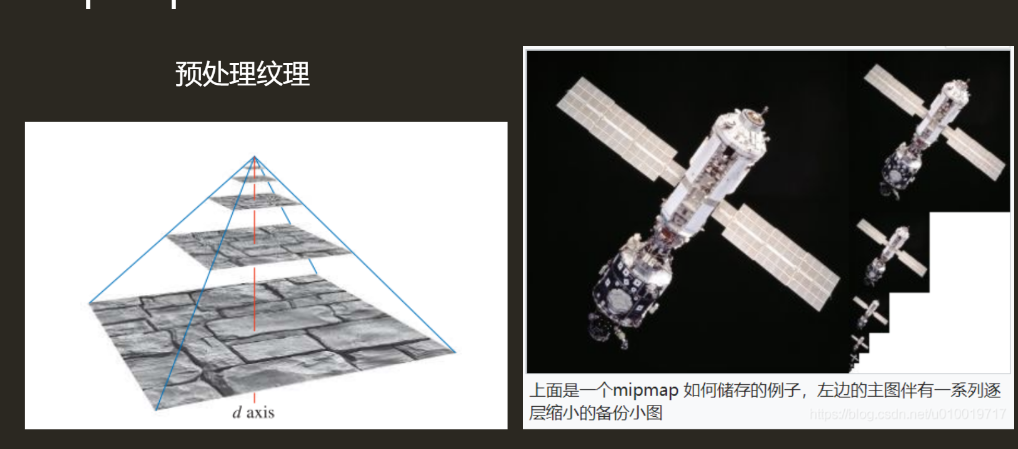 预处理纹理
d axis
上面是一个mipmap 如何储存的例子，左边的主图伴有一系列逐
层缩小的备份小图
https://blog.csdn.net/u010019717